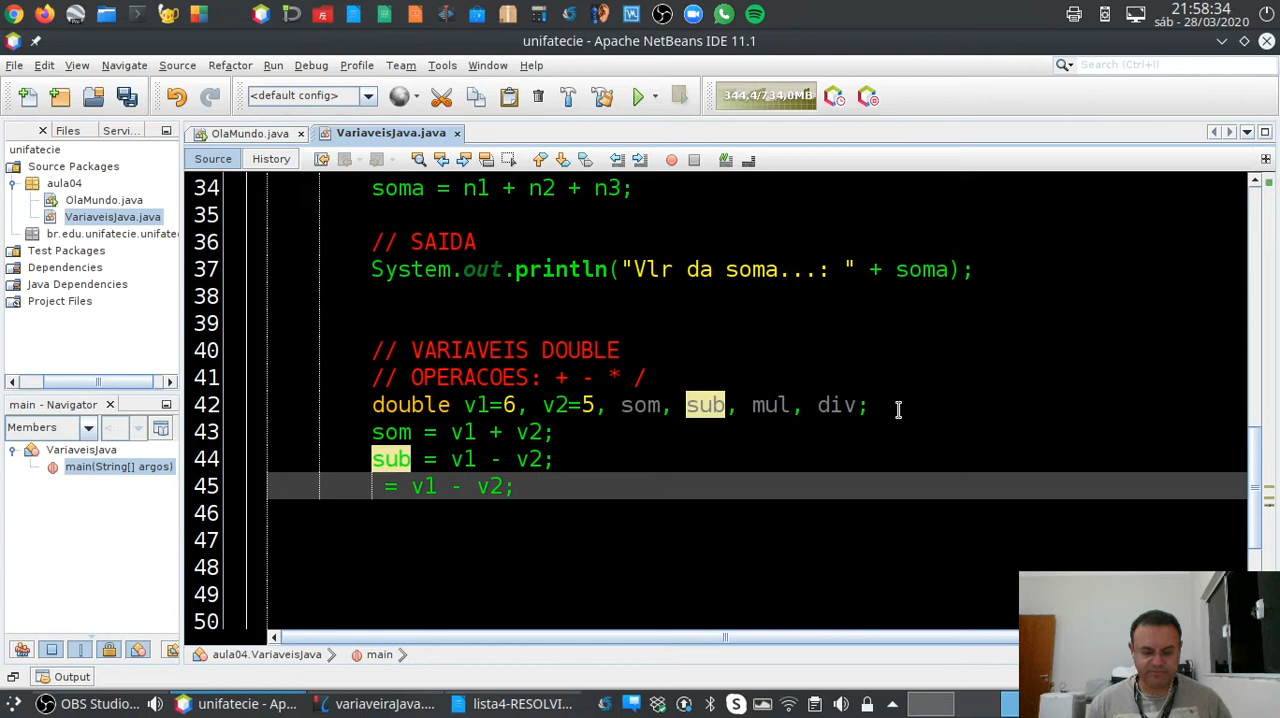 21:58:34
sáb - 28/03/2020
unifatecie - Apache NetBeans IDE 11.1
File Edit View Navigate Source Refactor Run Debug Profile Team Tools Window Help
Search (Ctrl+I)
<default config>
344,4/734,0MB
Files Servi...
OlaMundo.java
VariaveisJava.java
unifatecie
Source History
Source Packages
aula04
OlaMundo.java
VariaveisJava.java
br.edu.unifatecie.unifatec
Test Packages
Dependencies
Java Dependencies
Project Files
main - Navigator
Members
VariaveisJava
main(String[] argos)
34 soma = n1 + n2 + n3;
35
36 // SAIDA
37 System.out.println("Vlr da soma...: " + soma);
38
39
40 // VARIAVEIS DOUBLE
41 // OPERACOES: + - * /
42 double v1=6, v2=5, som, sub, mul, div;
43 som = v1 + v2;
44 sub = v1 - v2;
45 = v1 - v2;
46
47
48
49
50
aula04.VariaveisJava
main
Output
OBS Studio...
unifatecie - Ap...
variaveiraJava....
lista4-RESOLVI...